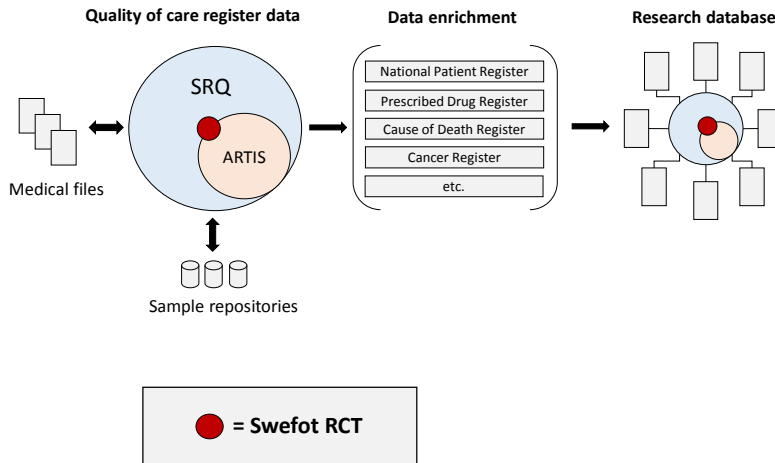 Quality of care register data
Data enrichment
Research database
SRQ
ARTIS
Medical files
Sample repositories
National Patient Register
Prescribed Drug Register
Cause of Death Register
Cancer Register
etc.
= Swefot RCT